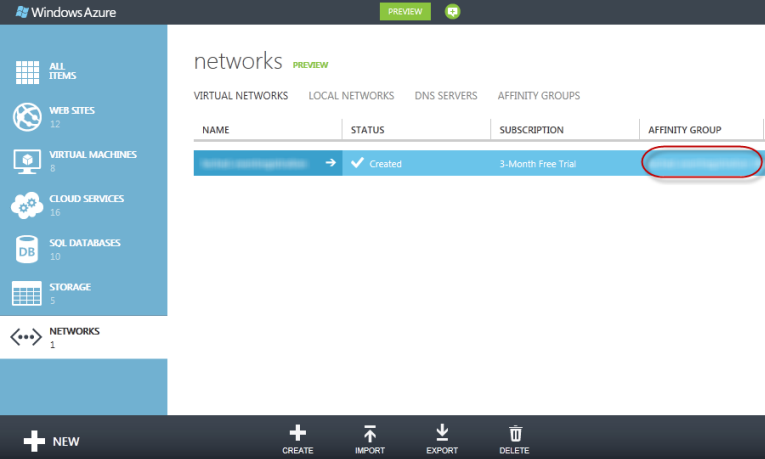 Windows Azure
PREVIEW
ALL
ITEMS
WEB SITES
12
VIRTUAL MACHINES
8
CLOUD SERVICES
16
DB
SQL DATABASES
10
STORAGE
5
NETWORKS
1
networks PREVIEW
VIRTUAL NETWORKS LOCAL NETWORKS DNS SERVERS AFFINITY GROUPS
NAME STATUS SUBSCRIPTION AFFINITY GROUP
Created 3-Month Free Trial
NEW
CREATE IMPORT EXPORT DELETE